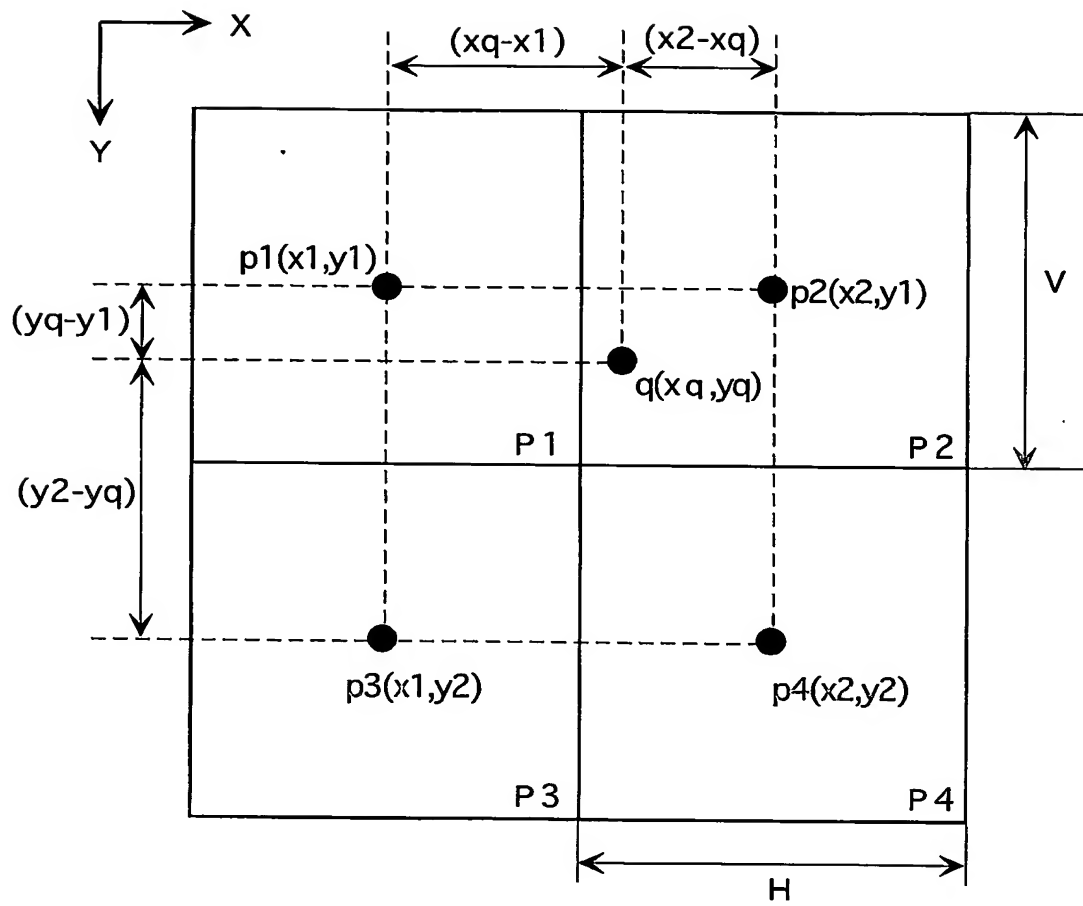 X
(xq-x1)
(x2-xq)
Y
p1(x1,y1)
p2(x2,y1)
V
(yq-y1)
q(xq,yq)
P1
P2
(y2-yq)
p3(x1,y2)
p4(x2,y2)
P3
P4
H